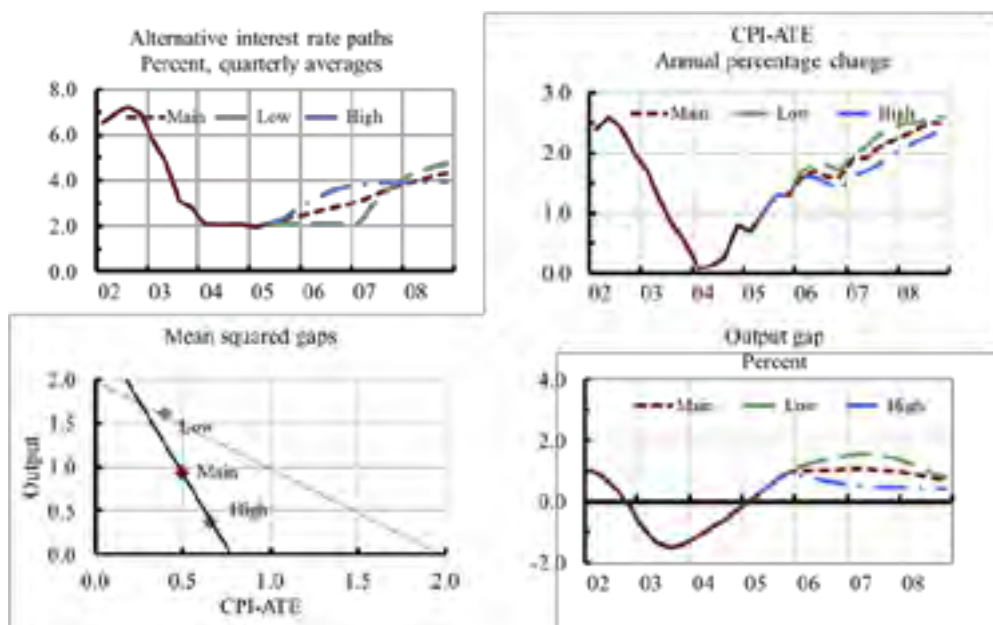 Alternative interest rate paths
Percent, quarterly averages
8.0
Main Low High
6.0
4.0
2.0
0.0
02 03 04 05 06 07 08
CPI-ATE
Annual percentage change
3.0
Main Low High
2.0
1.0
0.0
02 03 04 05 06 07 08
Mean squared gaps
2.0
Low
1.5
Main
1.0
High
0.5
0.0
Output
0.0 0.5 1.0 1.5 2.0
CPI-ATE
Output gap
Percent
4.0
Main Low High
2.0
0.0
-2.0
02 03 04 05 06 07 08